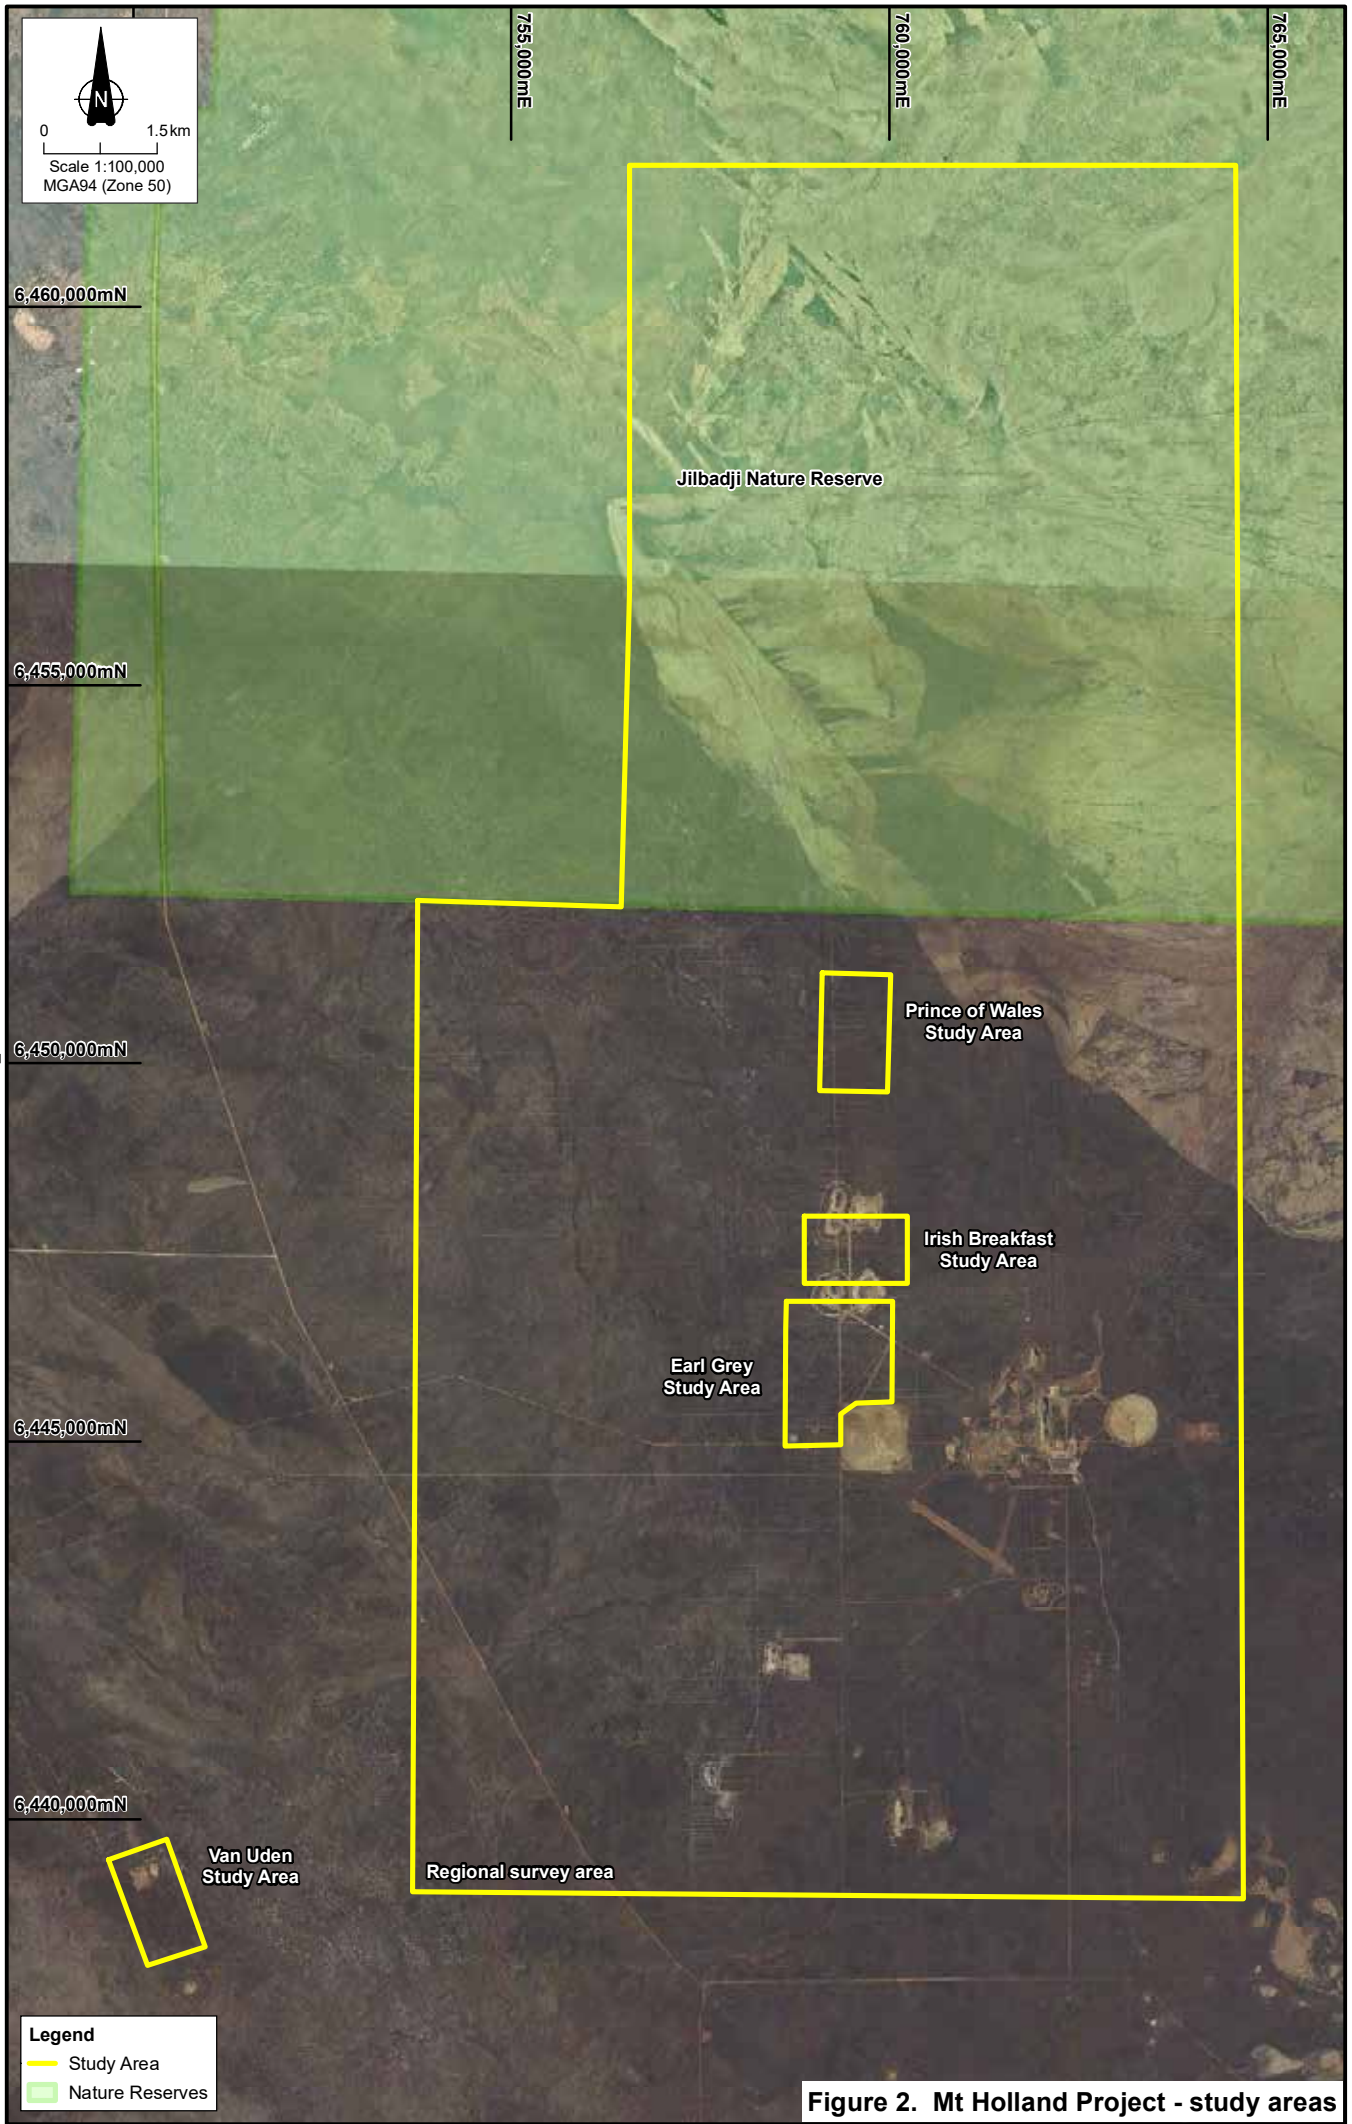 N
0 1.5 km
Scale 1:100,000
MGA94 (Zone 50)
755,000mE
760,000mE
765,000mE
6,460,000mN
Jilbadji Nature Reserve
6,455,000mN
Prince of Wales
Study Area
6,450,000mN
Irish Breakfast
Study Area
Earl Grey
Study Area
6,445,000mN
6,440,000mN
Van Uden
Study Area
Regional survey area
Legend
Study Area
Nature Reserves
Figure 2. Mt Holland Project - study areas